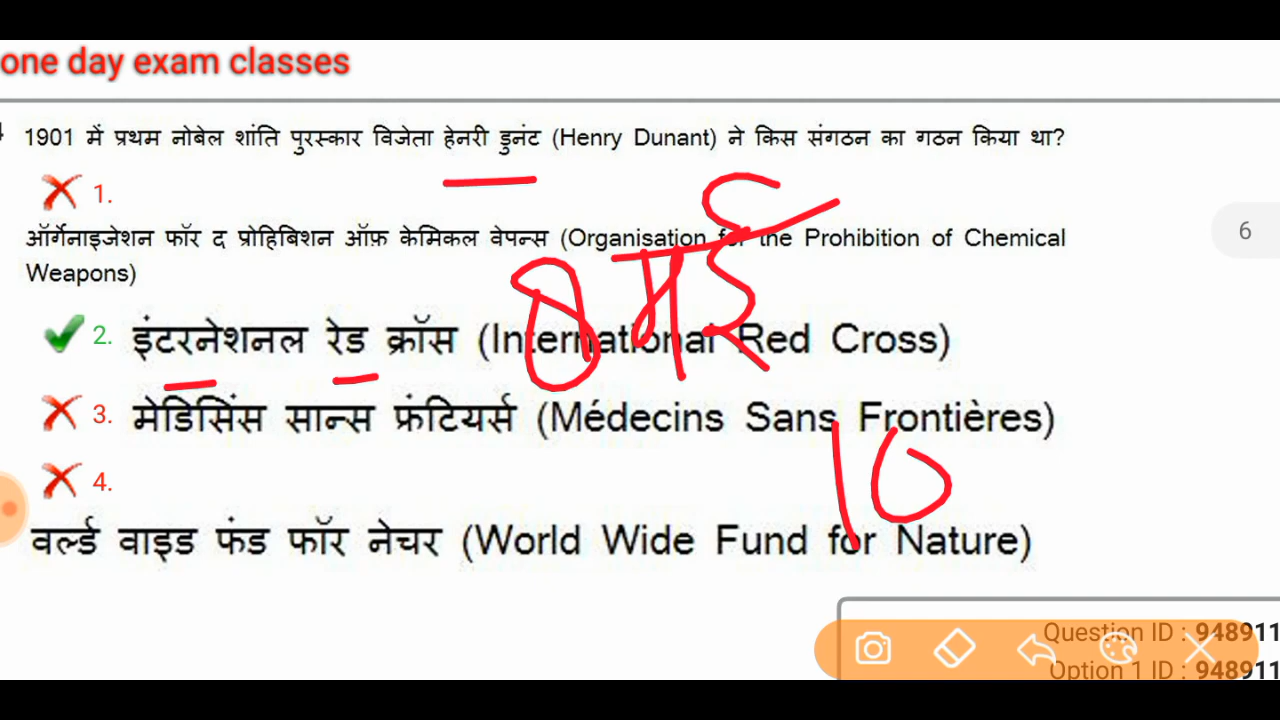 one day exam classes
1901 में प्रथम नोबेल शांति पुरस्कार विजेता हेनरी डुनंट (Henry Dunant) ने किस संगठन का गठन किया था?
1.
ऑर्गेनाइजेशन फॉर द प्रोहिबिशन ऑफ़ केमिकल वेपन्स (Organisation for the Prohibition of Chemical
Weapons)
6
8 मई
2. इंटरनेशनल रेड क्रॉस (International Red Cross)
3. मेडिसिंस सान्स फ्रंटियर्स (Médecins Sans Frontières)
10
4.
वर्ल्ड वाइड फंड फॉर नेचर (World Wide Fund for Nature)
Question ID : 948911
Option 1 ID : 948911